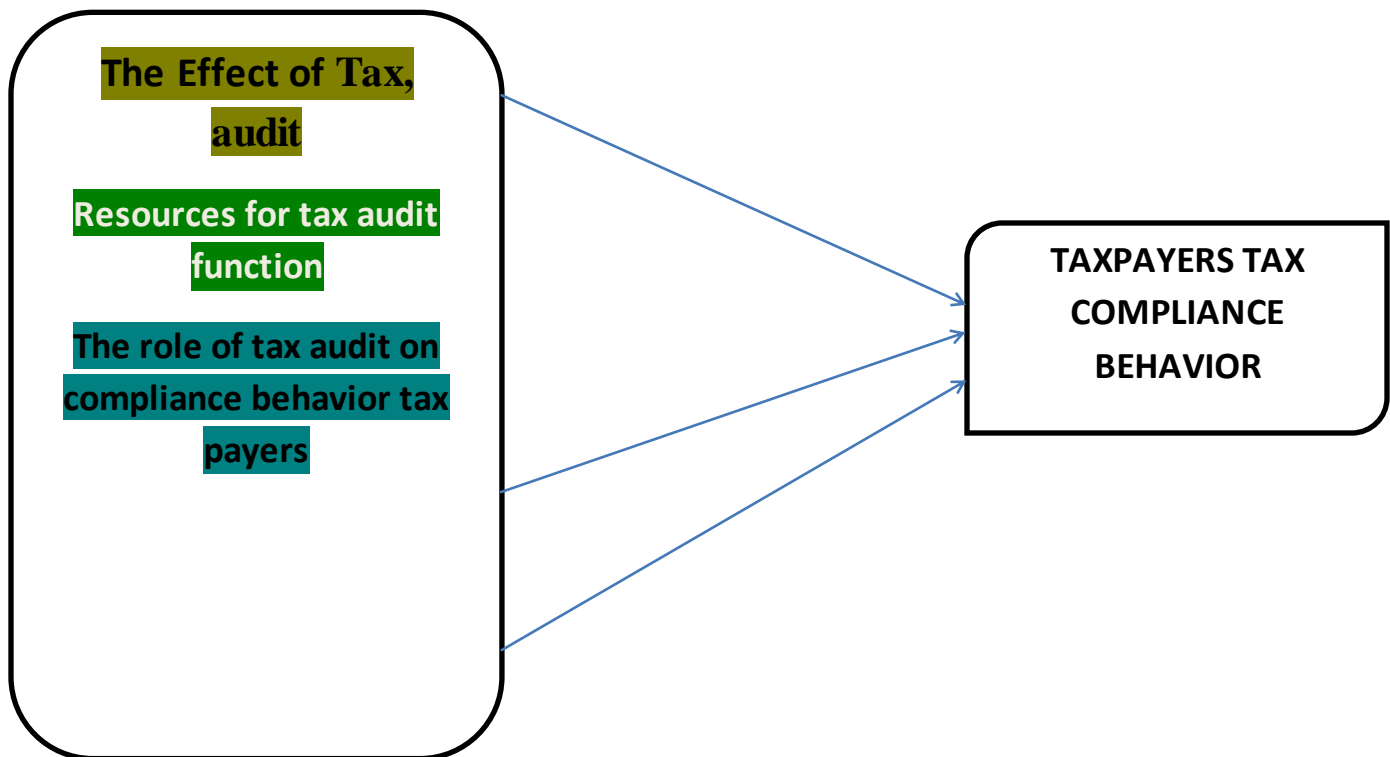 The Effect of Tax,
audit
Resources for tax audit
function
The role of tax audit on
compliance behavior tax
payers
TAXPAYERS TAX
COMPLIANCE
BEHAVIOR